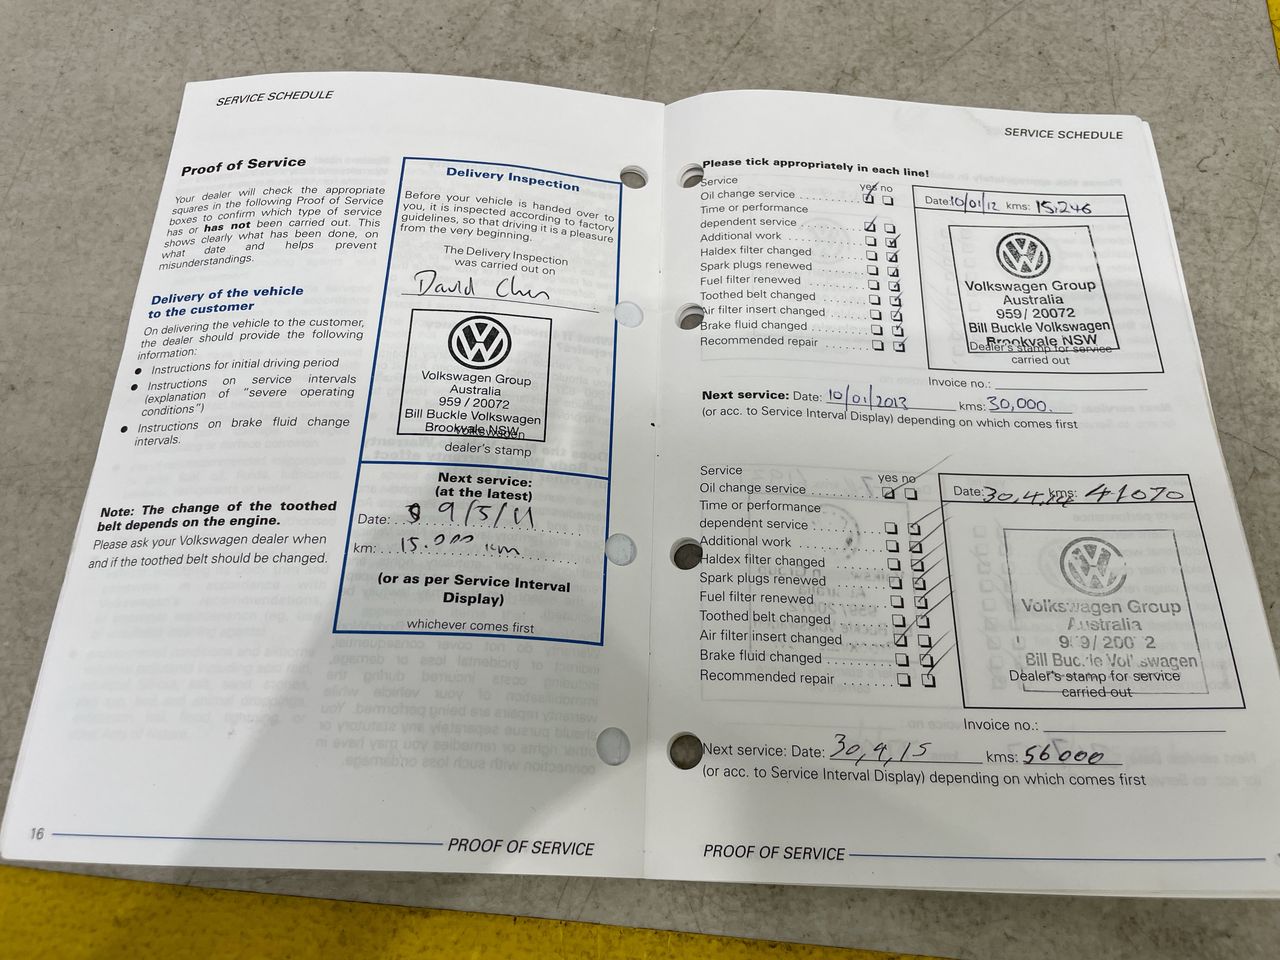 SERVICE SCHEDULE
Proof of Service
Your dealer will check the appropriate
squares in the following Proof of Service
boxes to confirm which type of service
has or has not been carried out. This
shows clearly what has been done, on
what date and helps prevent
misunderstandings.
Delivery of the vehicle
to the customer
On delivering the vehicle to the customer,
the dealer should provide the following
information:
● Instructions for initial driving period
● Instructions on service intervals
(explanation of "severe operating
conditions")
● Instructions on brake fluid change
intervals.
Note: The change of the toothed
belt depends on the engine.
Please ask your Volkswagen dealer when
and if the toothed belt should be changed.
Delivery Inspection
Before your vehicle is handed over to
you, it is inspected according to factory
guidelines, so that driving it is a pleasure
from the very beginning.
The Delivery Inspection
was carried out on
David
Volkswagen Group
Australia
959 / 20072
Bill Buckle Volkswagen
Brookvale NSW
Volkswagen
dealer's stamp
Next service:
(at the latest)
Date: 9/5/11
km: 15.000 km
(or as per Service Interval
Display)
whichever comes first
16
PROOF OF SERVICE
SERVICE SCHEDULE
Please tick appropriately in each line!
Service yes no
Oil change service
Time or performance
dependent service
Additional work
Haldex filter changed
Spark plugs renewed
Fuel filter renewed
Toothed belt changed
Air filter insert changed
Brake fluid changed
Recommended repair
Date: 10/01/12 kms: 15,246
Volkswagen Group
Australia
959 / 20072
Bill Buckle Volkswagen
Brookvale NSW
Dealer's stamp for service
carried out
Invoice no.:
Next service: Date: 10/01/2013 kms: 30,000.
(or acc. to Service Interval Display) depending on which comes first
Service yes no
Oil change service
Time or performance
dependent service
Additional work
Haldex filter changed
Spark plugs renewed
Fuel filter renewed
Toothed belt changed
Air filter insert changed
Brake fluid changed
Recommended repair
Date: 30,4, kms: 41070
Volkswagen Group
Australia
Bill Buckle Volkswagen
Dealer's stamp for service
carried out
Invoice no.:
Next service: Date: 30,4,15 kms: 56000
(or acc. to Service Interval Display) depending on which comes first
PROOF OF SERVICE